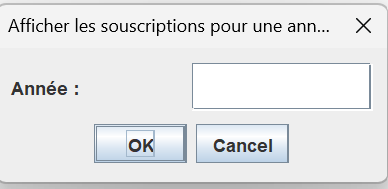 Afficher les souscriptions pour une ann...
Année :
OK
Cancel